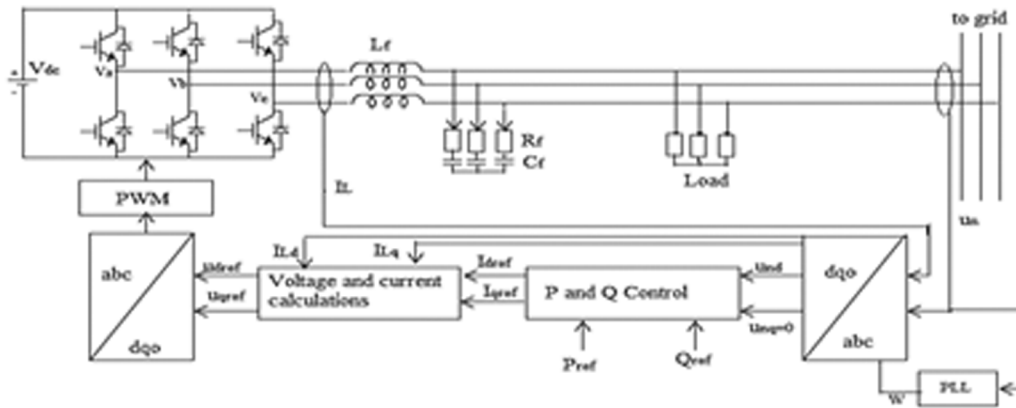 to grid
Lf
Vdc
+
-
Va
Vb
Vc
Rf
Cf
Load
IL
PWM
un
ILd
ILq
abc
dqo
udref
uqref
Voltage and current
calculations
Idref
Iqref
P and Q Control
und
unq=0
dqo
abc
Pref
Qref
W
PLL